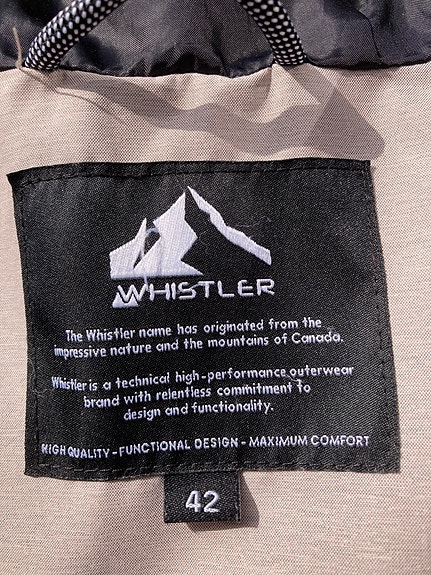 WHISTLER
The Whistler name has originated from the
impressive nature and the mountains of Canada.
Whistler is a technical high-performance outerwear
brand with relentless commitment to
design and functionality.
HIGH QUALITY - FUNCTIONAL DESIGN - MAXIMUM COMFORT
42